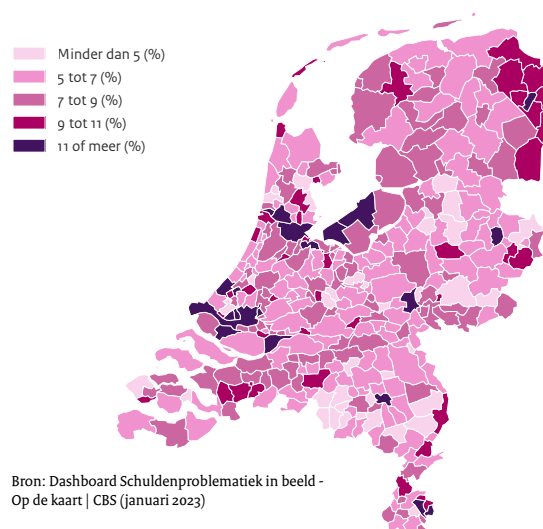 Minder dan 5 (%)
5 tot 7 (%)
7 tot 9 (%)
9 tot 11 (%)
11 of meer (%)
Bron: Dashboard Schuldenproblematiek in beeld -
Op de kaart | CBS (januari 2023)